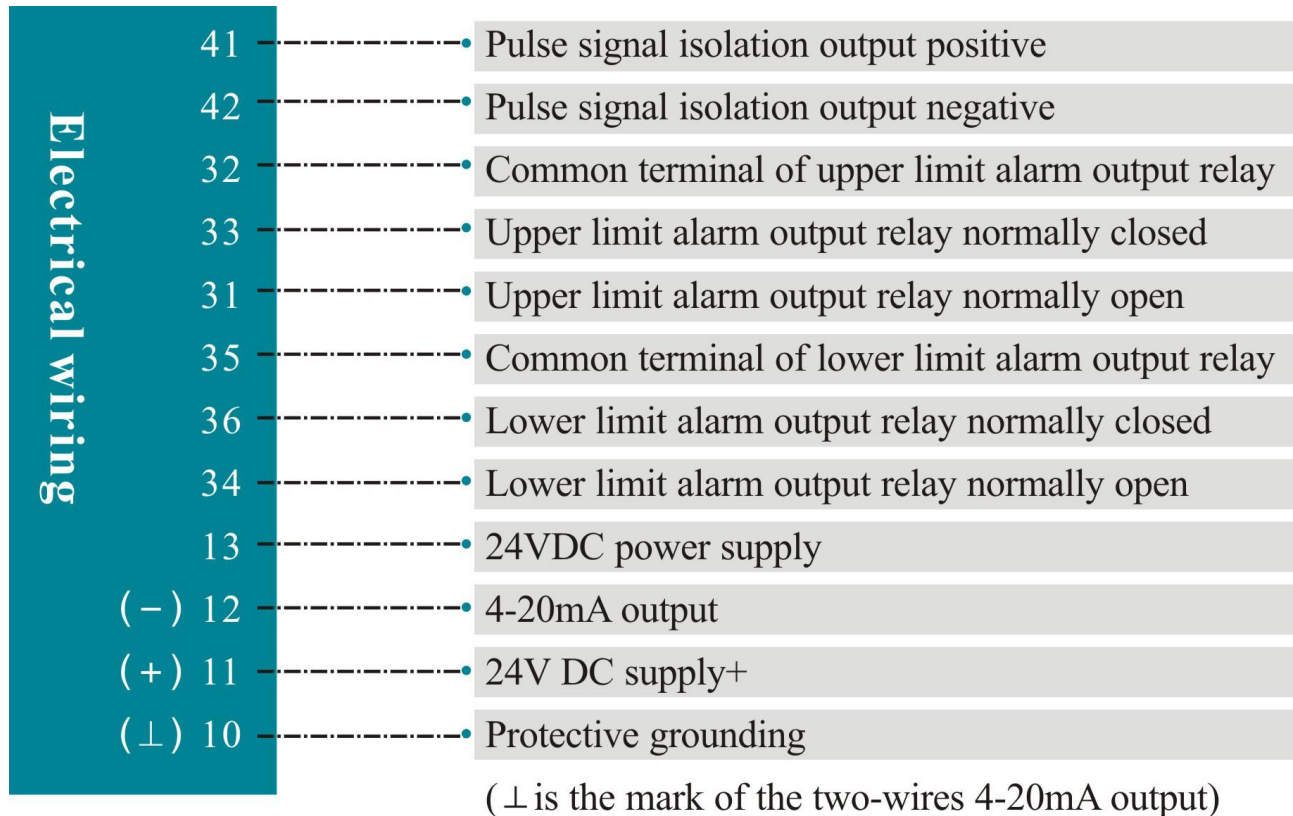 Electrical wiring
41 Pulse signal isolation output positive
42 Pulse signal isolation output negative
32 Common terminal of upper limit alarm output relay
33 Upper limit alarm output relay normally closed
31 Upper limit alarm output relay normally open
35 Common terminal of lower limit alarm output relay
36 Lower limit alarm output relay normally closed
34 Lower limit alarm output relay normally open
13 24VDC power supply
(−) 12 4-20mA output
(+) 11 24V DC supply+
(⊥) 10 Protective grounding
(⊥is the mark of the two-wires 4-20mA output)